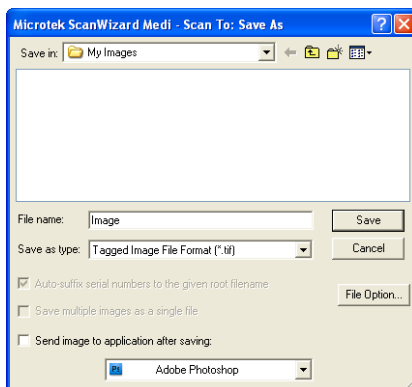 Microtek ScanWizard Medi - Scan To: Save As
Save in: My Images
File name: Image Save
Save as type: Tagged Image File Format (*.tif) Cancel
Auto-suffix serial numbers to the given root filename
File Option...
Save multiple images as a single file
Send image to application after saving:
Ps Adobe Photoshop